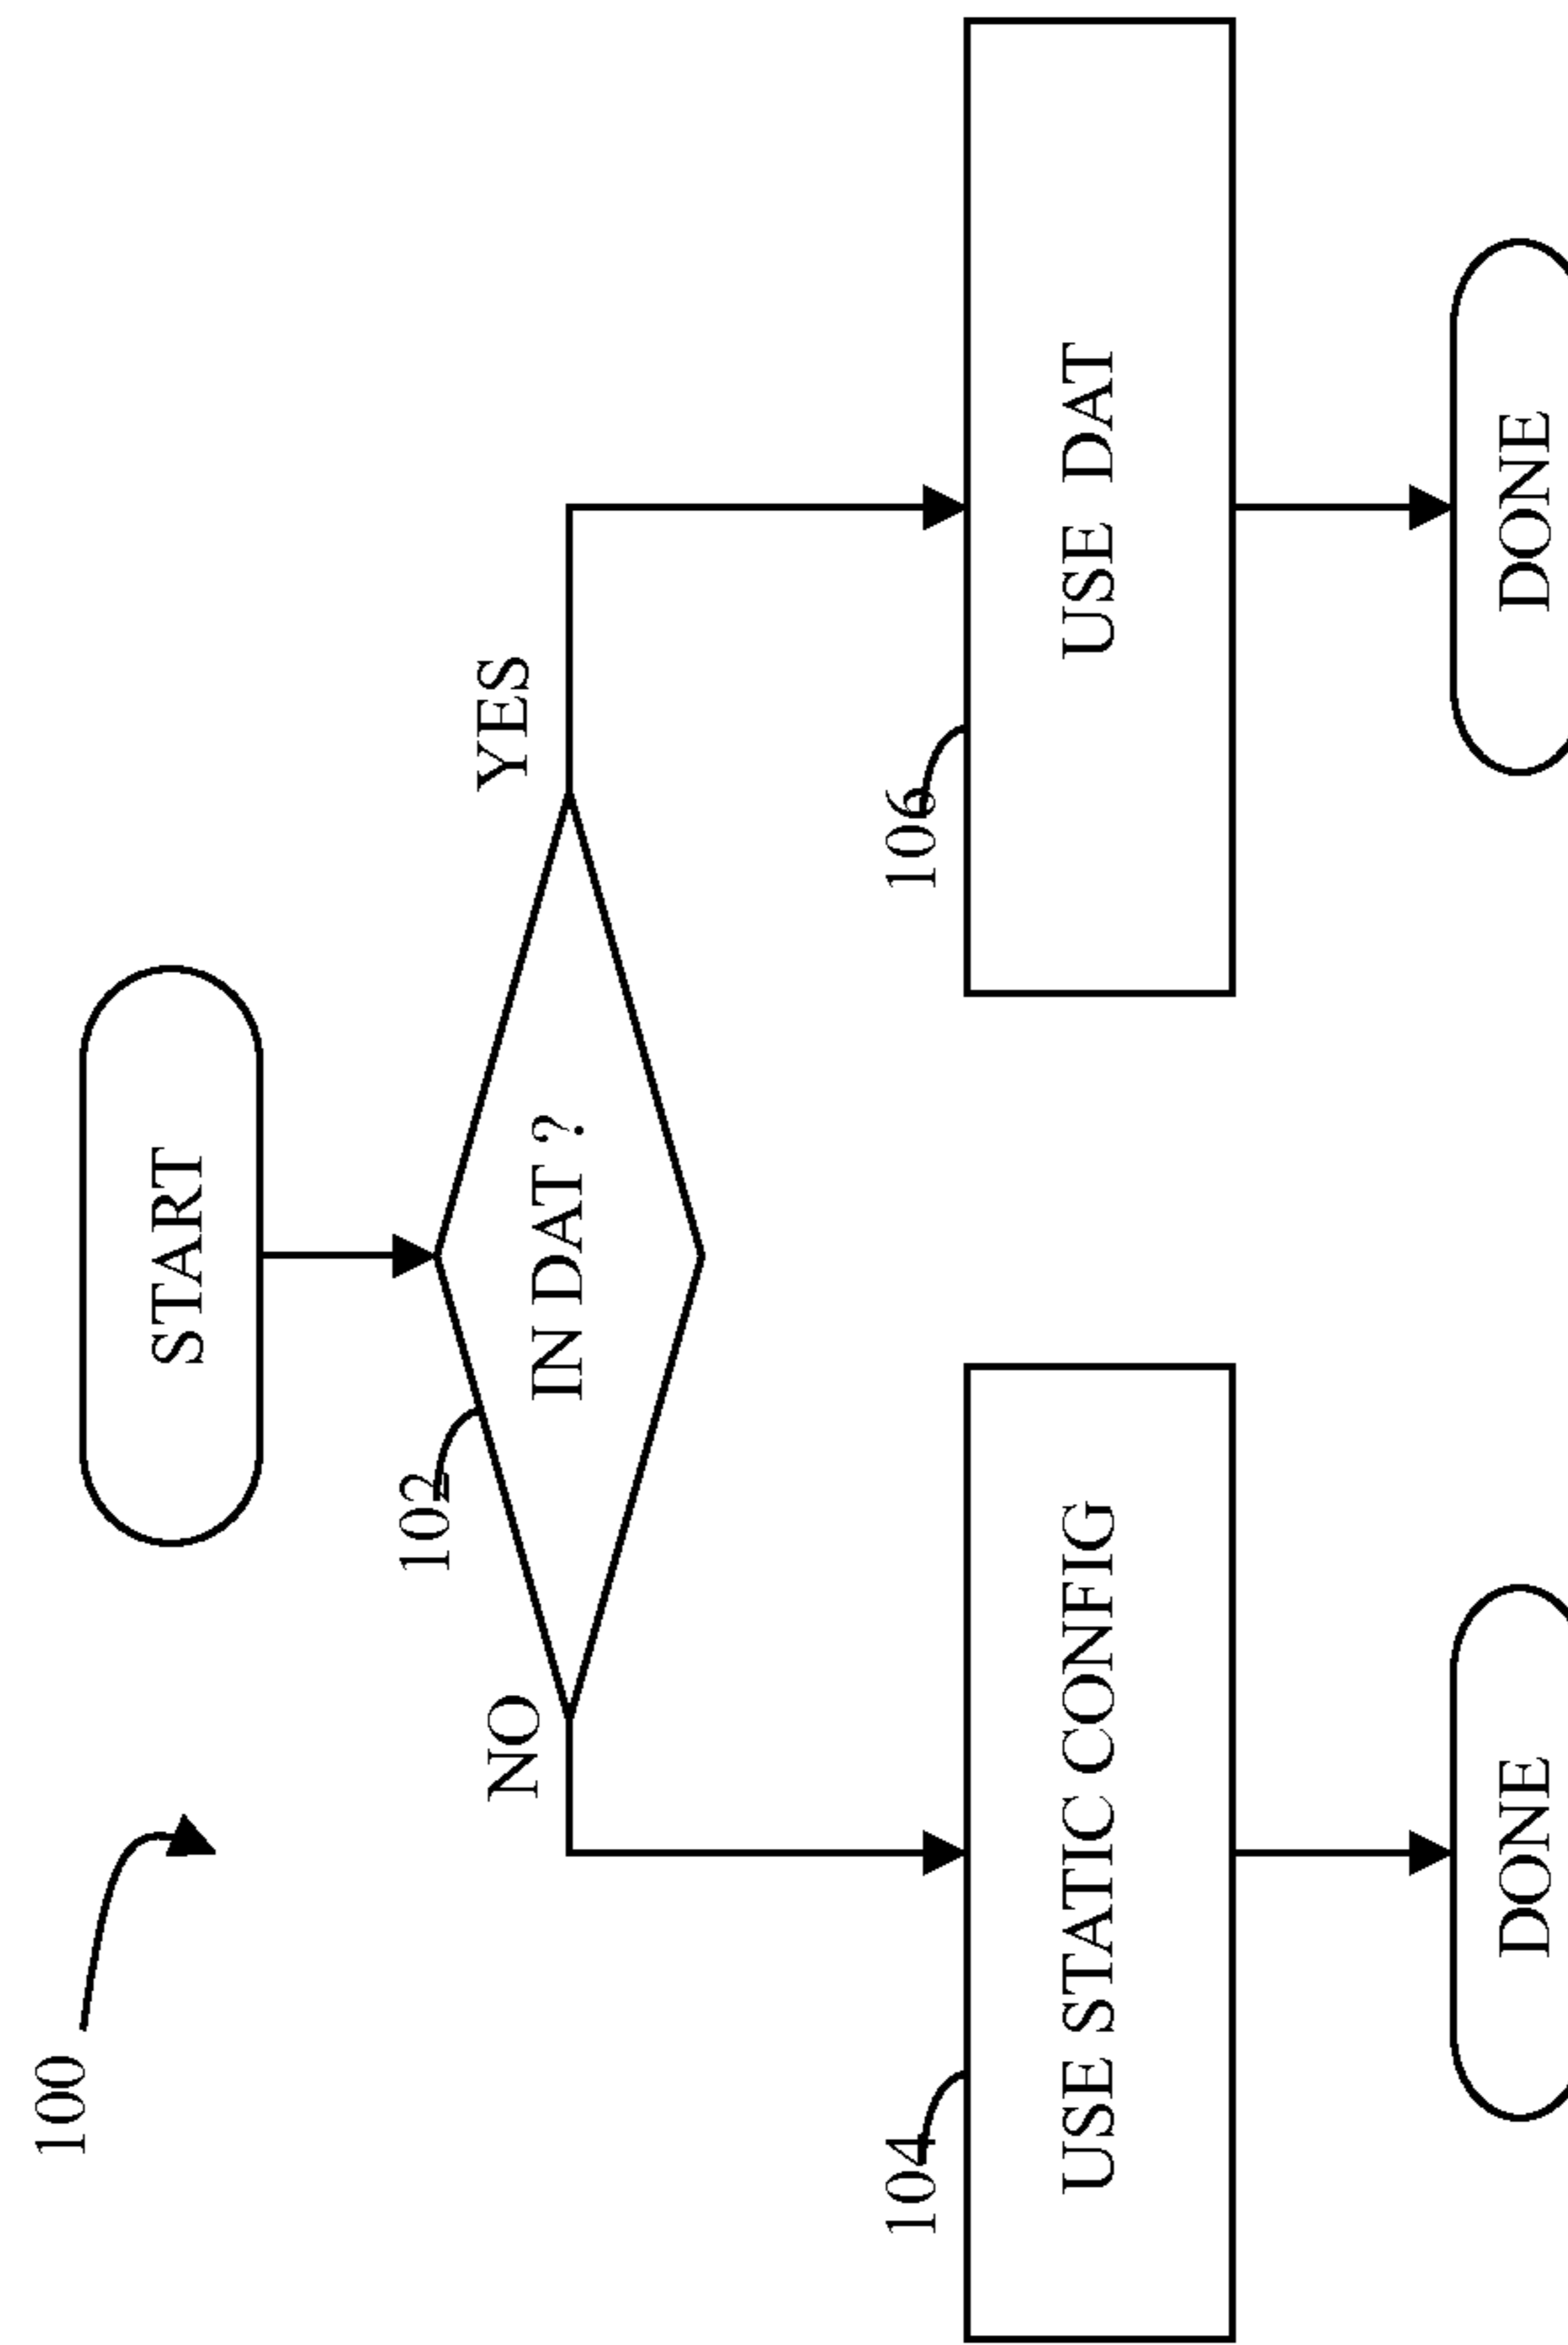 100
START
102
IN DAT ?
NO
YES
104
106
USE STATIC CONFIG
USE DAT
DONE
DONE